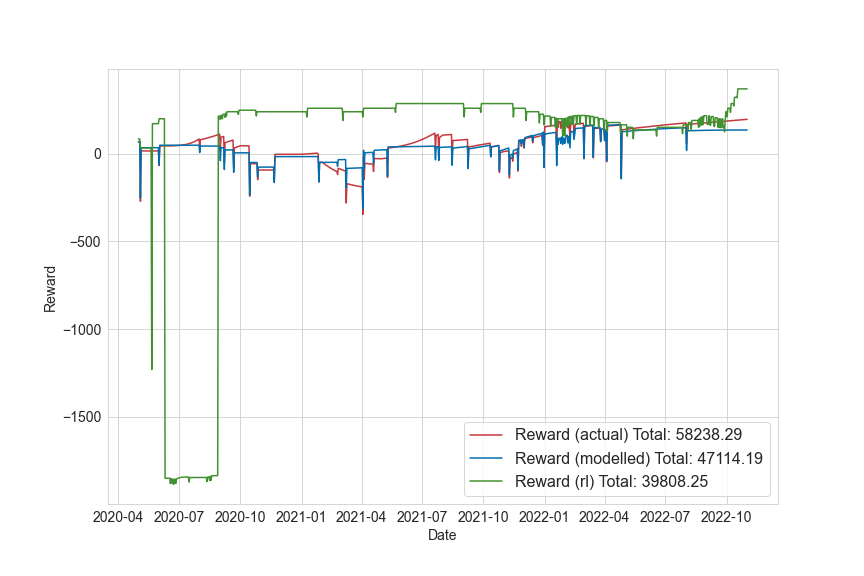 0
−500
−1000
−1500
Reward
Reward (actual) Total: 58238.29
Reward (modelled) Total: 47114.19
Reward (rl) Total: 39808.25
2020-04 2020-07 2020-10 2021-01 2021-04 2021-07 2021-10 2022-01 2022-04 2022-07 2022-10
Date